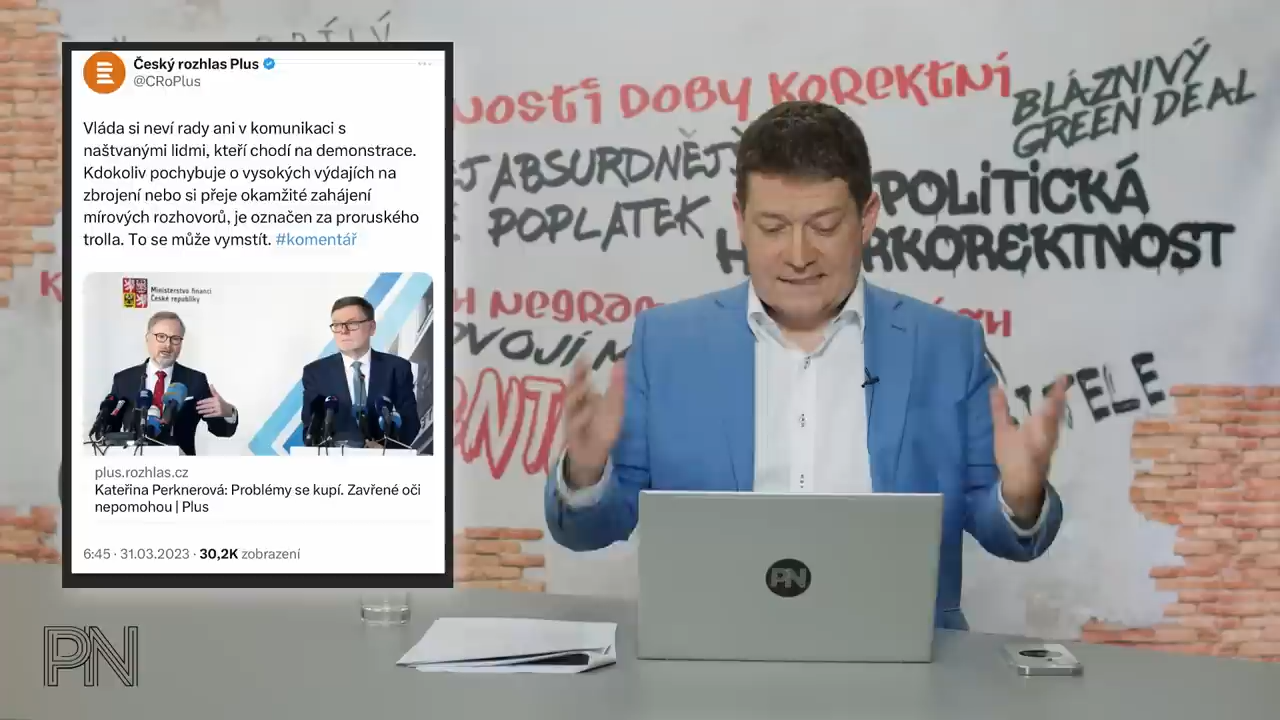 Český rozhlas Plus
@CRoPlus
Vláda si neví rady ani v komunikaci s
naštvanými lidmi, kteří chodí na demonstrace.
Kdokoliv pochybuje o vysokých výdajích na
zbrojení nebo si přeje okamžité zahájení
mírových rozhovorů, je označen za proruského
trolla. To se může vymstít. #komentář
Ministerstvo financí
České republiky
plus.rozhlas.cz
Kateřina Perknerová: Problémy se kupí. Zavřené oči
nepomohou | Plus
6:45 · 31.03.2023 · 30,2K zobrazení
DOBY KOREKTNÍ
BLÁZNIVÝ
GREEN DEAL
POPLATEK
POLITICKÁ
PN
PN